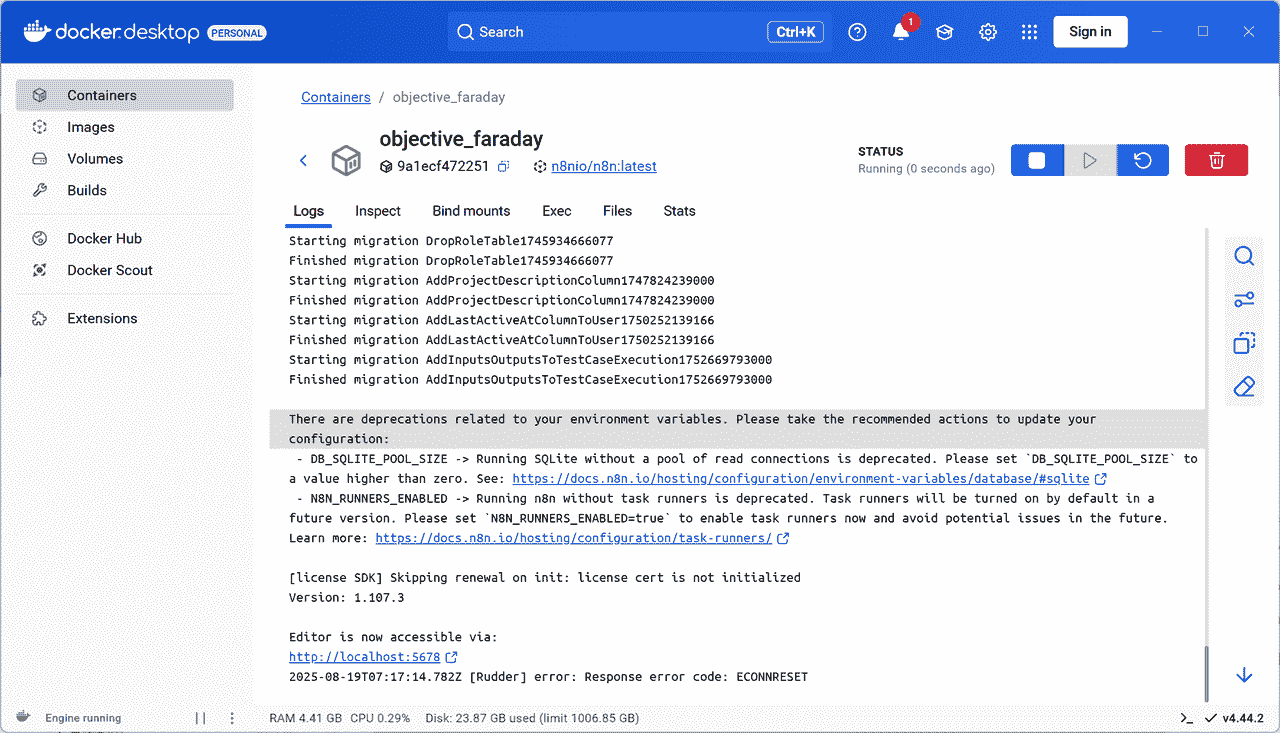 docker.desktop PERSONAL
Search
Ctrl+K
1
Sign in
Containers
Images
Volumes
Builds
Docker Hub
Docker Scout
Extensions
Containers / objective_faraday
objective_faraday
9a1ecf472251
n8nio/n8n:latest
STATUS
Running (0 seconds ago)
Logs
Inspect
Bind mounts
Exec
Files
Stats
Starting migration DropRoleTable1745934666077
Finished migration DropRoleTable1745934666077
Starting migration AddProjectDescriptionColumn1747824239000
Finished migration AddProjectDescriptionColumn1747824239000
Starting migration AddLastActiveAtColumnToUser1750252139166
Finished migration AddLastActiveAtColumnToUser1750252139166
Starting migration AddInputsOutputsToTestCaseExecution1752669793000
Finished migration AddInputsOutputsToTestCaseExecution1752669793000
There are deprecations related to your environment variables. Please take the recommended actions to update your
configuration:
- DB_SQLITE_POOL_SIZE -> Running SQLite without a pool of read connections is deprecated. Please set `DB_SQLITE_POOL_SIZE` to
a value higher than zero. See: https://docs.n8n.io/hosting/configuration/environment-variables/database/#sqlite
- N8N_RUNNERS_ENABLED -> Running n8n without task runners is deprecated. Task runners will be turned on by default in a
future version. Please set `N8N_RUNNERS_ENABLED=true` to enable task runners now and avoid potential issues in the future.
Learn more: https://docs.n8n.io/hosting/configuration/task-runners/
[license SDK] Skipping renewal on init: license cert is not initialized
Version: 1.107.3
Editor is now accessible via:
http://localhost:5678
2025-08-19T07:17:14.782Z [Rudder] error: Response error code: ECONNRESET
Engine running
RAM 4.41 GB CPU 0.29% Disk: 23.87 GB used (limit 1006.85 GB)
v4.44.2